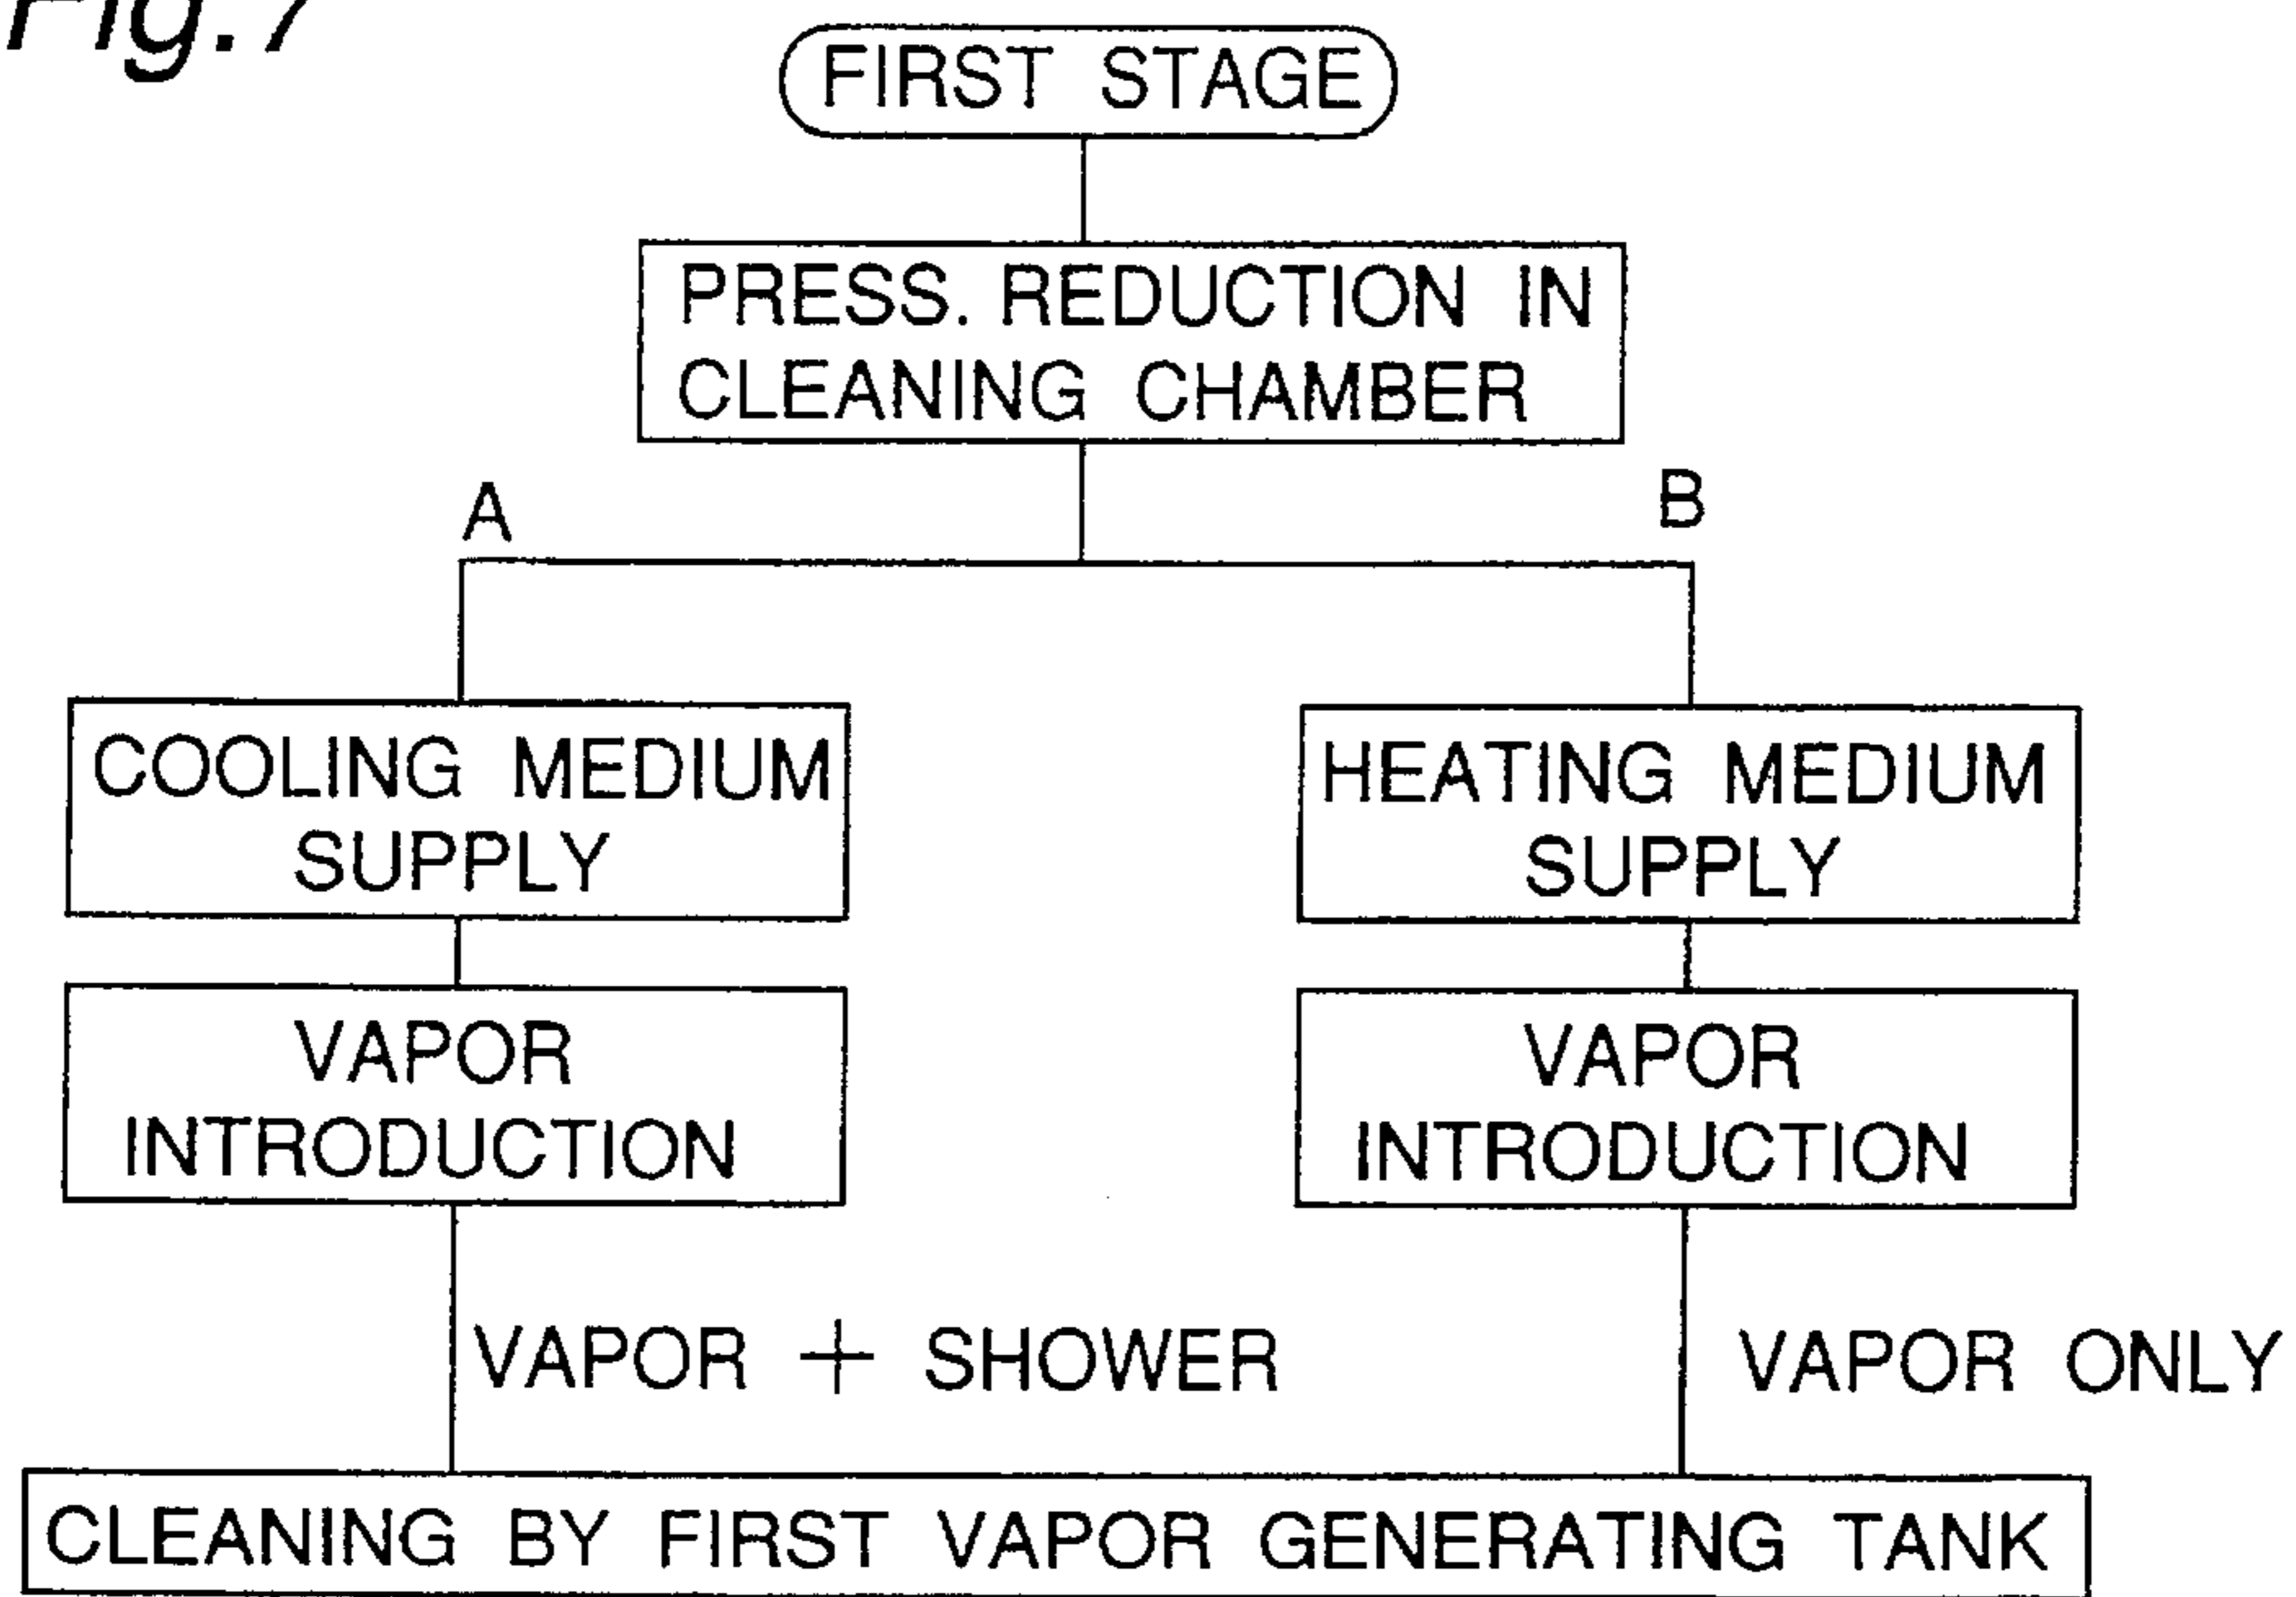 Fig.7
FIRST STAGE
PRESS. REDUCTION IN
CLEANING CHAMBER
A
B
COOLING MEDIUM
SUPPLY
HEATING MEDIUM
SUPPLY
VAPOR
INTRODUCTION
VAPOR
INTRODUCTION
VAPOR + SHOWER
VAPOR ONLY
CLEANING BY FIRST VAPOR GENERATING TANK